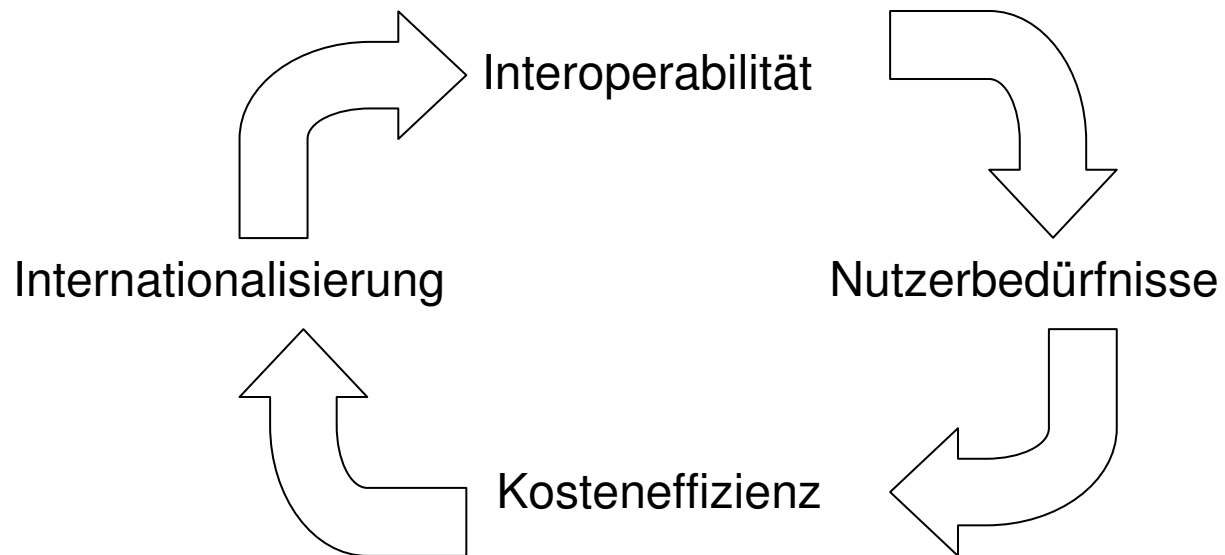 Interoperabilität
Internationalisierung
Nutzerbedürfnisse
Kosteneffizienz